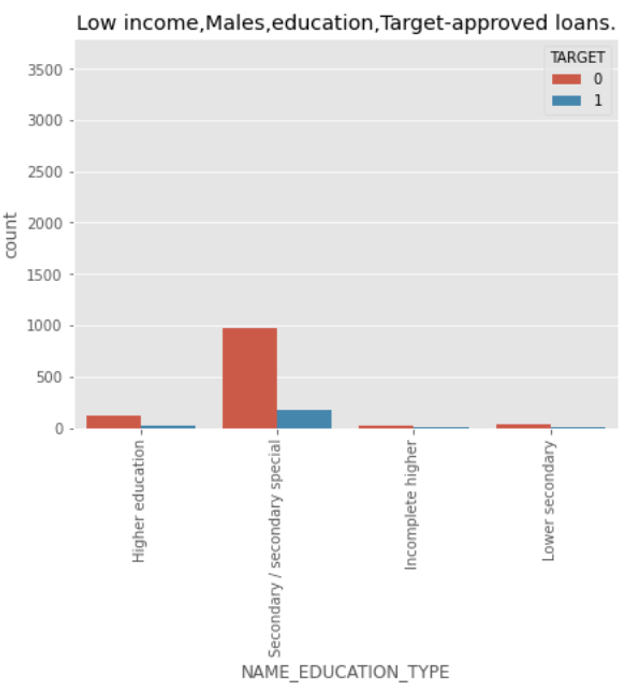 Low income,Males,education,Target-approved loans.
TARGET
0
1
3500
3000
2500
2000
1500
1000
500
0
count
Higher education
Secondary / secondary special
Incomplete higher
Lower secondary
NAME_EDUCATION_TYPE